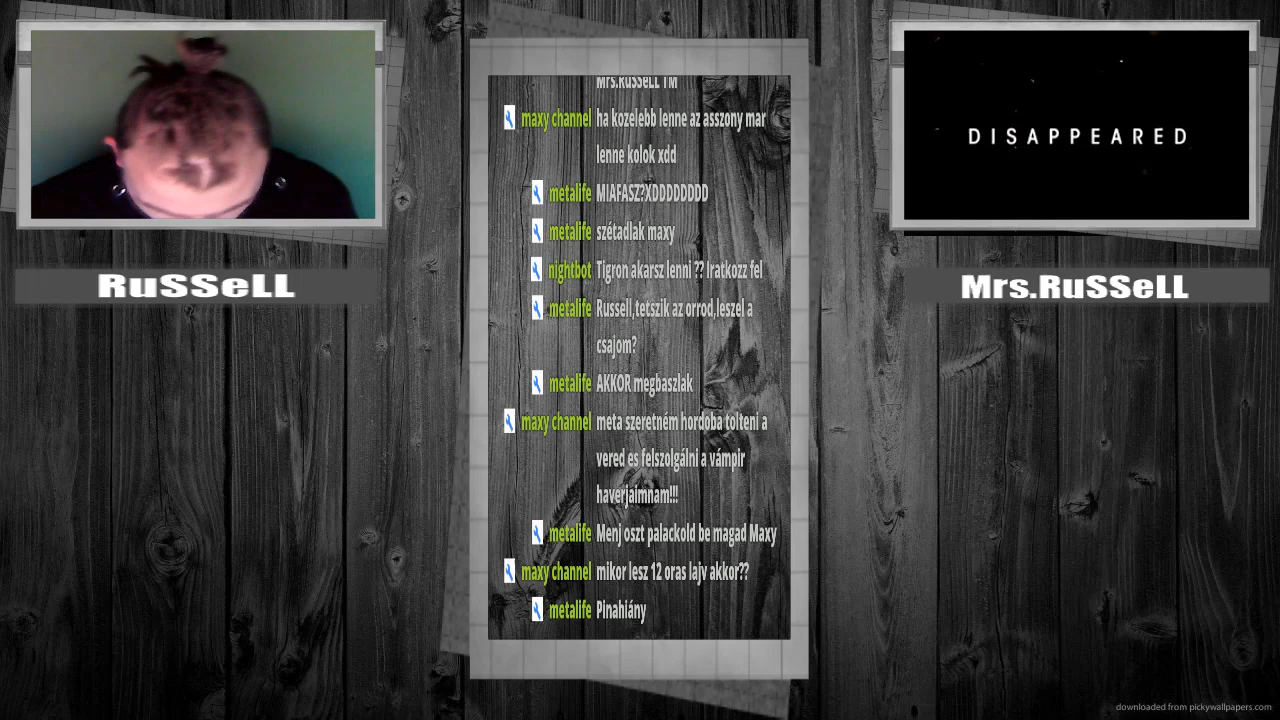 Mrs.RuSSeLL TM
maxy channel ha kozelebb lenne az asszony mar
lenne kolok xdd
metalife MIAFASZ?XDDDDDDDD
metalife szétadlak maxy
nightbot Tigron akarsz lenni ?? Iratkozz fel
metalife Russell,tetszik az orrod,leszel a
csajom?
metalife AKKOR megbaszlak
maxy channel meta szeretném hordoba tolteni a
vered es felszolgálni a vámpir
haverjaimnam!!!
metalife Menj oszt palackold be magad Maxy
maxy channel mikor lesz 12 oras lajv akkor??
metalife Pinahiány
RuSSeLL
DISAPPEARED
Mrs.RuSSeLL
downloaded from pickywallpapers.com